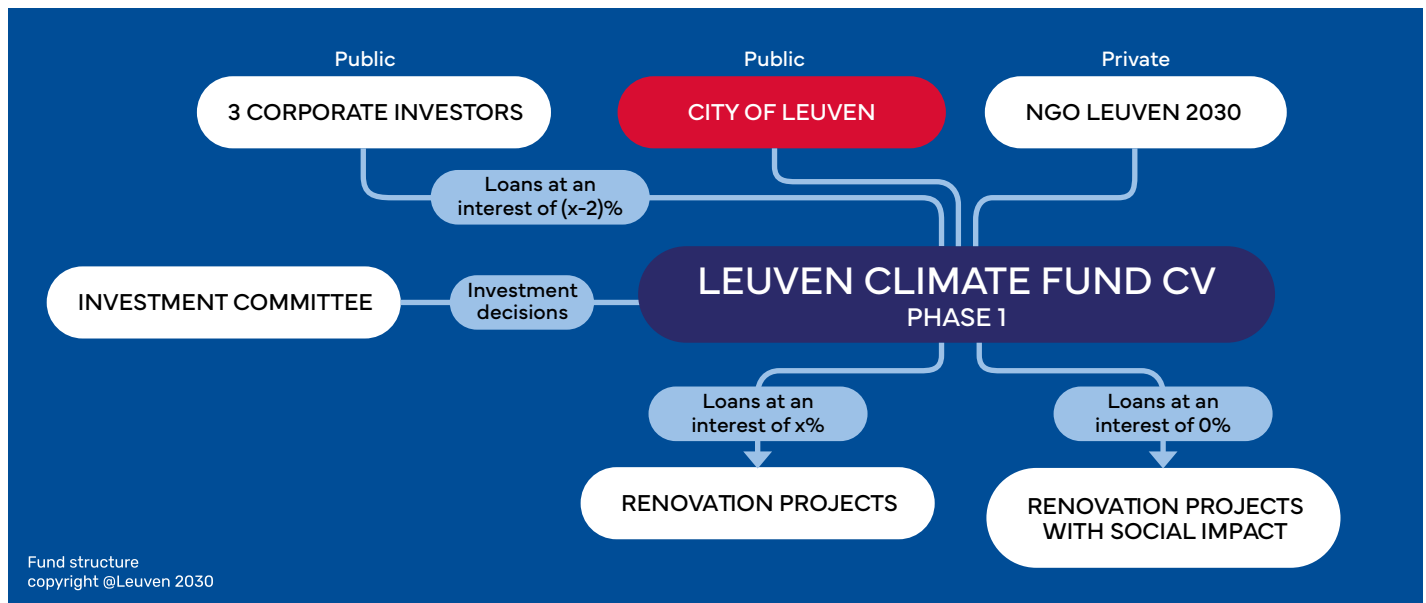 Public
Public
Private
3 CORPORATE INVESTORS
CITY OF LEUVEN
NGO LEUVEN 2030
Loans at an
interest of (x-2)%
INVESTMENT COMMITTEE
Investment
decisions
LEUVEN CLIMATE FUND CV
PHASE 1
Loans at an
interest of x%
Loans at an
interest of 0%
RENOVATION PROJECTS
RENOVATION PROJECTS
WITH SOCIAL IMPACT
Fund structure
copyright @Leuven 2030